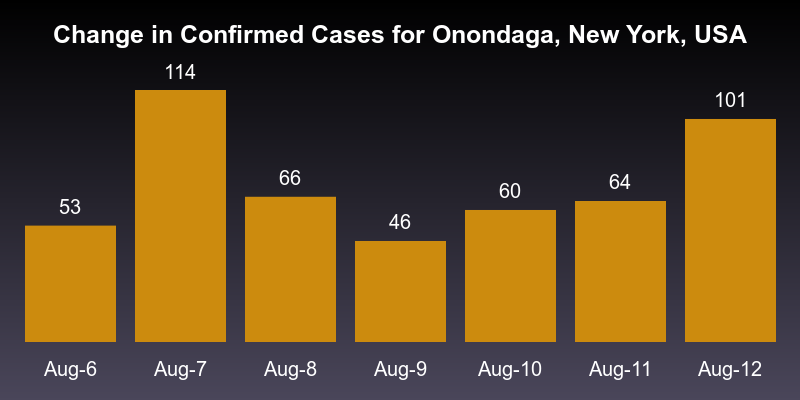 Change in Confirmed Cases for Onondaga, New York, USA
53
114
66
46
60
64
101
Aug-6
Aug-7
Aug-8
Aug-9
Aug-10
Aug-11
Aug-12